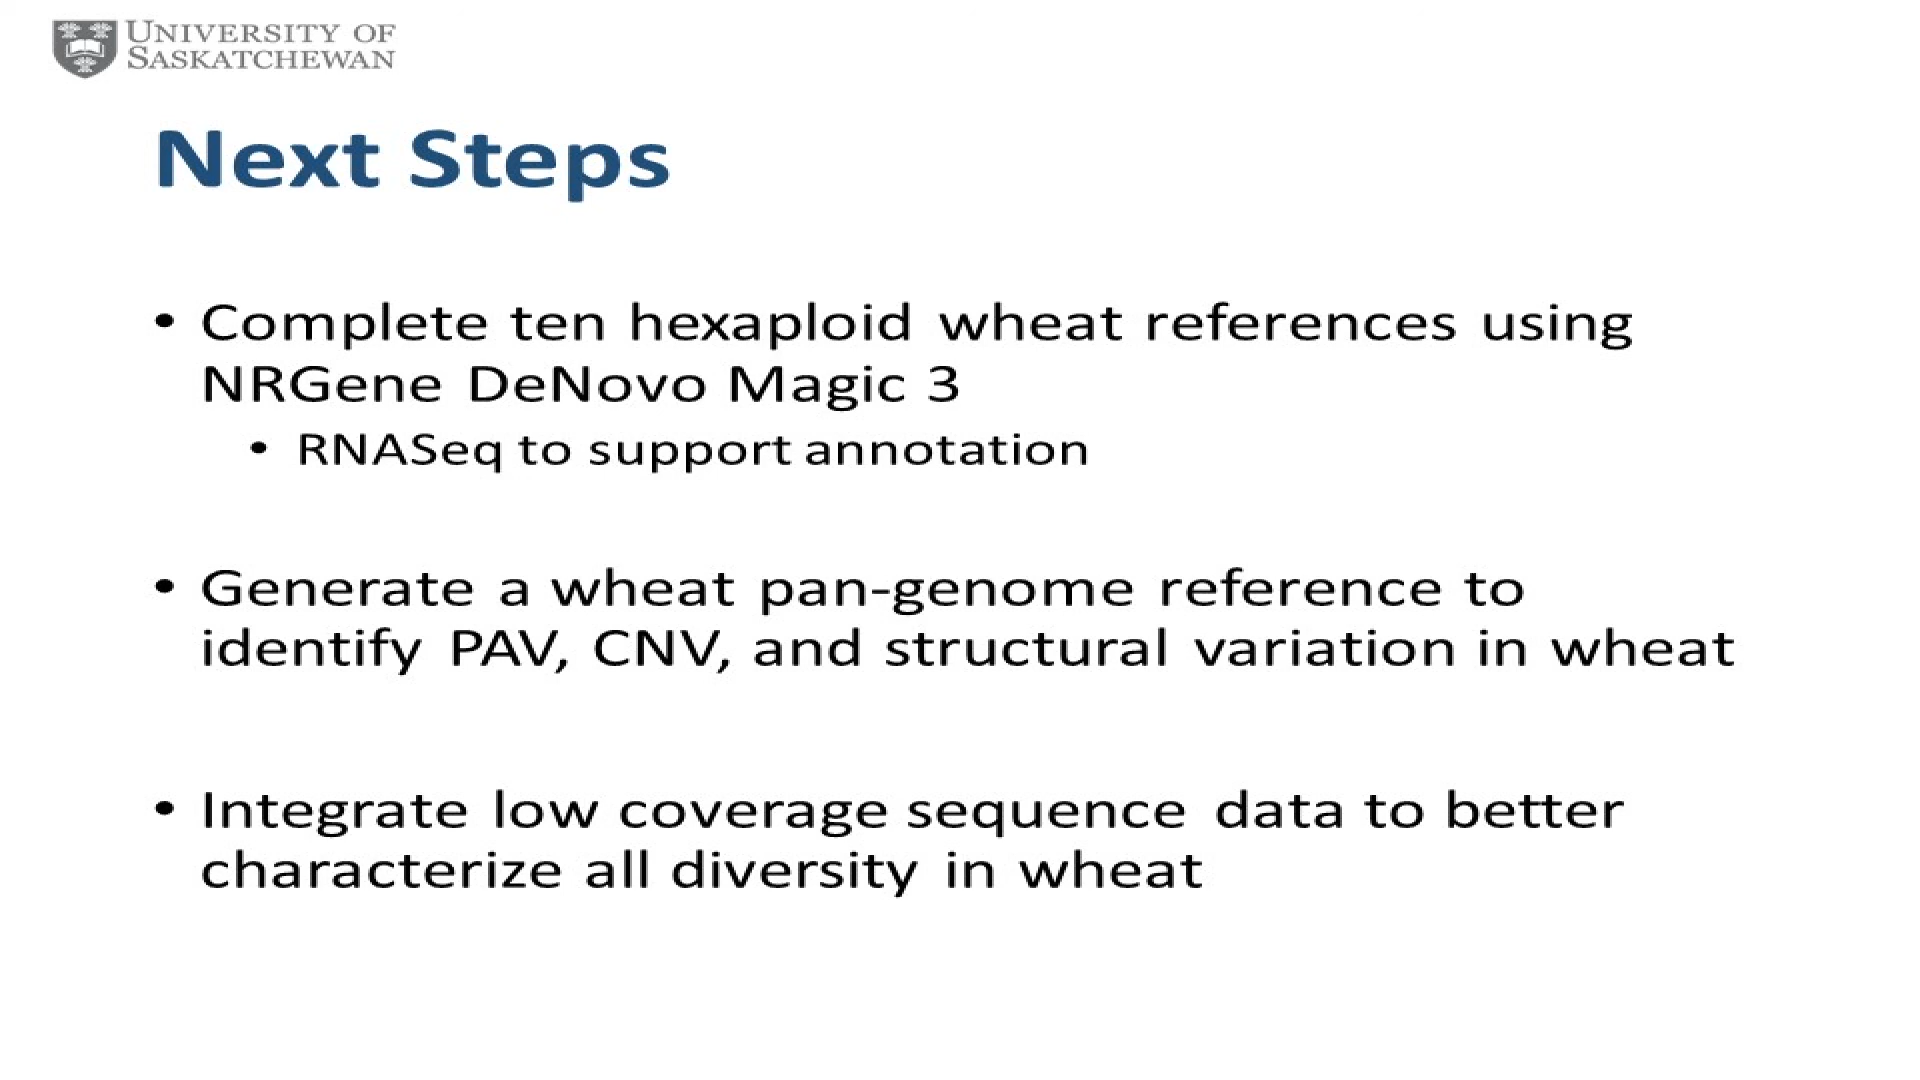 UNIVERSITY OF
SASKATCHEWAN
Next Steps
• Complete ten hexaploid wheat references using
NRGene DeNovo Magic 3
• RNASeq to support annotation
• Generate a wheat pan-genome reference to
identify PAV, CNV, and structural variation in wheat
• Integrate low coverage sequence data to better
characterize all diversity in wheat